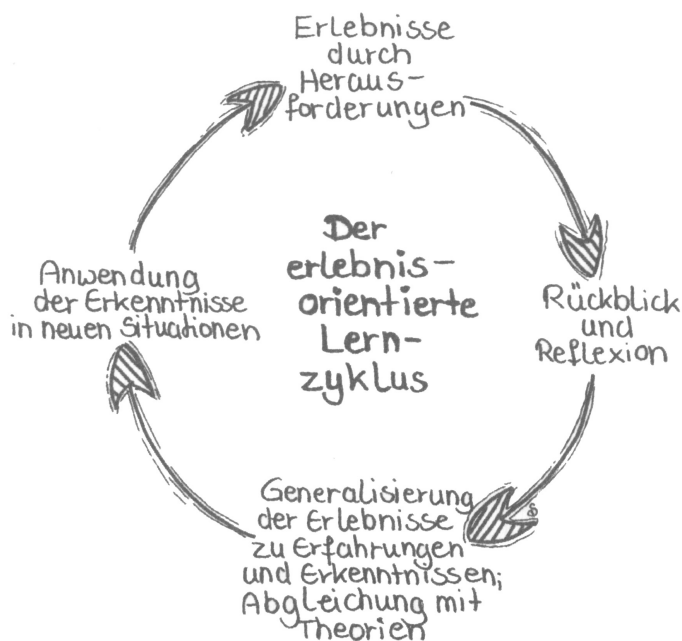 Erlebnisse
durch
Heraus-
forderungen
Der
erlebnis-
orientierte
Lern-
zyklus
Anwendung
der Erkenntnisse
in neuen Situationen
Rückblick
und
Reflexion
Generalisierung
der Erlebnisse
zu Erfahrungen
und Erkenntnissen;
Abgleichung mit
Theorien